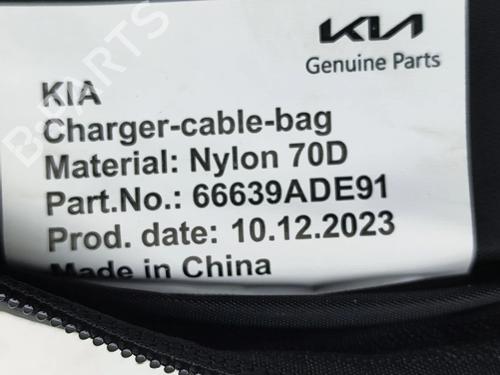 KIA
Genuine Parts
KIA
Charger-cable-bag
Material: Nylon 70D
Part.No.: 66639ADE91
Prod. date: 10.12.2023
Made in China
B-PARTS